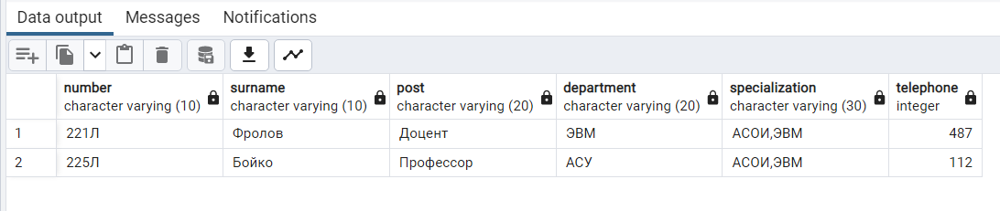 Data output Messages Notifications
number surname post department specialization telephone
character varying (10) character varying (10) character varying (20) character varying (20) character varying (30) integer
1 221Л Фролов Доцент ЭВМ АСОИ,ЭВМ 487
2 225Л Бойко Профессор АСУ АСОИ,ЭВМ 112